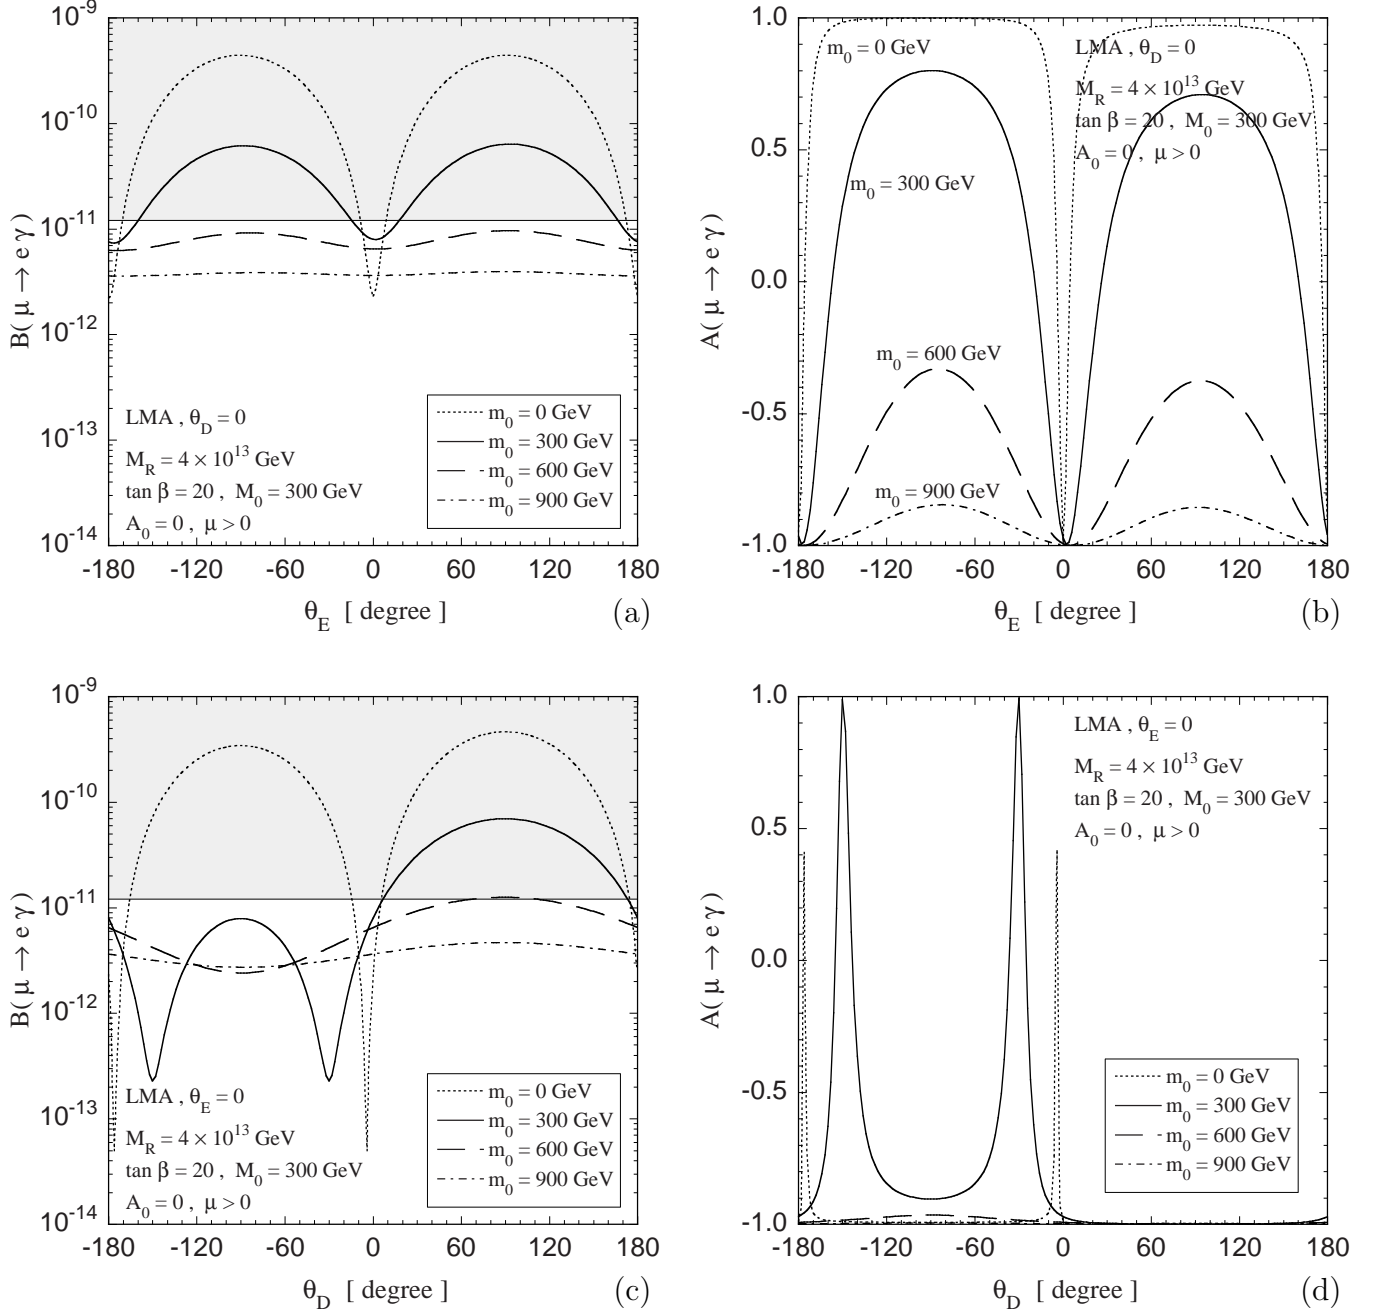 10^-9
10^-10
10^-11
10^-12
10^-13
10^-14
B( μ → e γ )
LMA , θ_D = 0
M_R = 4 × 10^13 GeV
tan β = 20 , M_0 = 300 GeV
A_0 = 0 , μ > 0
m_0 = 0 GeV
m_0 = 300 GeV
m_0 = 600 GeV
m_0 = 900 GeV
-180 -120 -60 0 60 120 180
θ_E [ degree ]
(a)
1.0
0.5
0.0
-0.5
-1.0
A( μ → e γ )
m_0 = 0 GeV
LMA , θ_D = 0
M_R = 4 × 10^13 GeV
tan β = 20 , M_0 = 300 GeV
A_0 = 0 , μ > 0
m_0 = 300 GeV
m_0 = 600 GeV
m_0 = 900 GeV
-180 -120 -60 0 60 120 180
θ_E [ degree ]
(b)
10^-9
10^-10
10^-11
10^-12
10^-13
10^-14
B( μ → e γ )
LMA , θ_E = 0
M_R = 4 × 10^13 GeV
tan β = 20 , M_0 = 300 GeV
A_0 = 0 , μ > 0
m_0 = 0 GeV
m_0 = 300 GeV
m_0 = 600 GeV
m_0 = 900 GeV
-180 -120 -60 0 60 120 180
θ_D [ degree ]
(c)
1.0
0.5
0.0
-0.5
-1.0
A( μ → e γ )
LMA , θ_E = 0
M_R = 4 × 10^13 GeV
tan β = 20 , M_0 = 300 GeV
A_0 = 0 , μ > 0
m_0 = 0 GeV
m_0 = 300 GeV
m_0 = 600 GeV
m_0 = 900 GeV
-180 -120 -60 0 60 120 180
θ_D [ degree ]
(d)